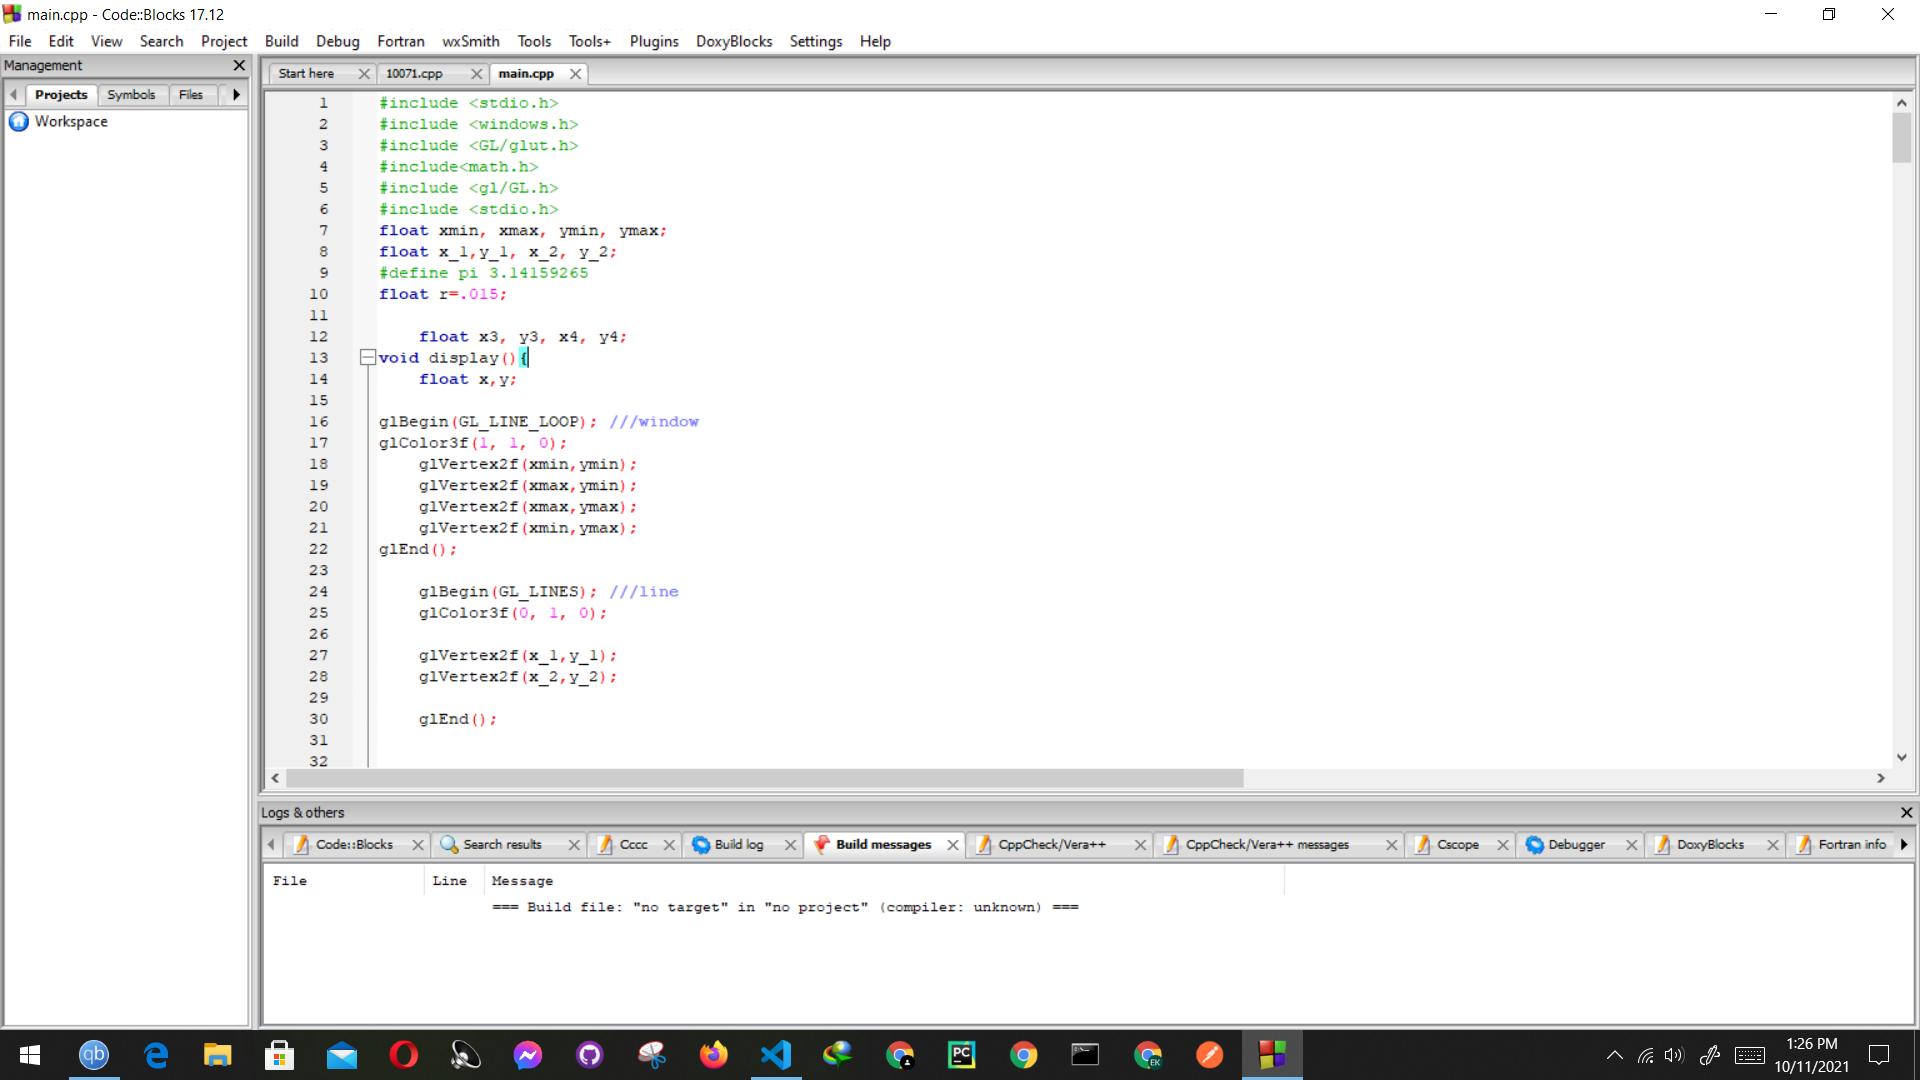 main.cpp - Code::Blocks 17.12
File Edit View Search Project Build Debug Fortran wxSmith Tools Tools+ Plugins DoxyBlocks Settings Help
Management
Projects Symbols Files
Workspace
Start here 10071.cpp main.cpp
1 #include <stdio.h>
2 #include <windows.h>
3 #include <GL/glut.h>
4 #include<math.h>
5 #include <gl/GL.h>
6 #include <stdio.h>
7 float xmin, xmax, ymin, ymax;
8 float x_1,y_1, x_2, y_2;
9 #define pi 3.14159265
10 float r=.015;
11
12 float x3, y3, x4, y4;
13 void display(){
14 float x,y;
15
16 glBegin(GL_LINE_LOOP); ///window
17 glColor3f(1, 1, 0);
18 glVertex2f(xmin,ymin);
19 glVertex2f(xmax,ymin);
20 glVertex2f(xmax,ymax);
21 glVertex2f(xmin,ymax);
22 glEnd();
23
24 glBegin(GL_LINES); ///line
25 glColor3f(0, 1, 0);
26
27 glVertex2f(x_1,y_1);
28 glVertex2f(x_2,y_2);
29
30 glEnd();
31
32
Logs & others
Code::Blocks Search results Cccc Build log Build messages CppCheck/Vera++ CppCheck/Vera++ messages Cscope Debugger DoxyBlocks Fortran info
File Line Message
=== Build file: "no target" in "no project" (compiler: unknown) ===
qb
PC
EK
1:26 PM
10/11/2021